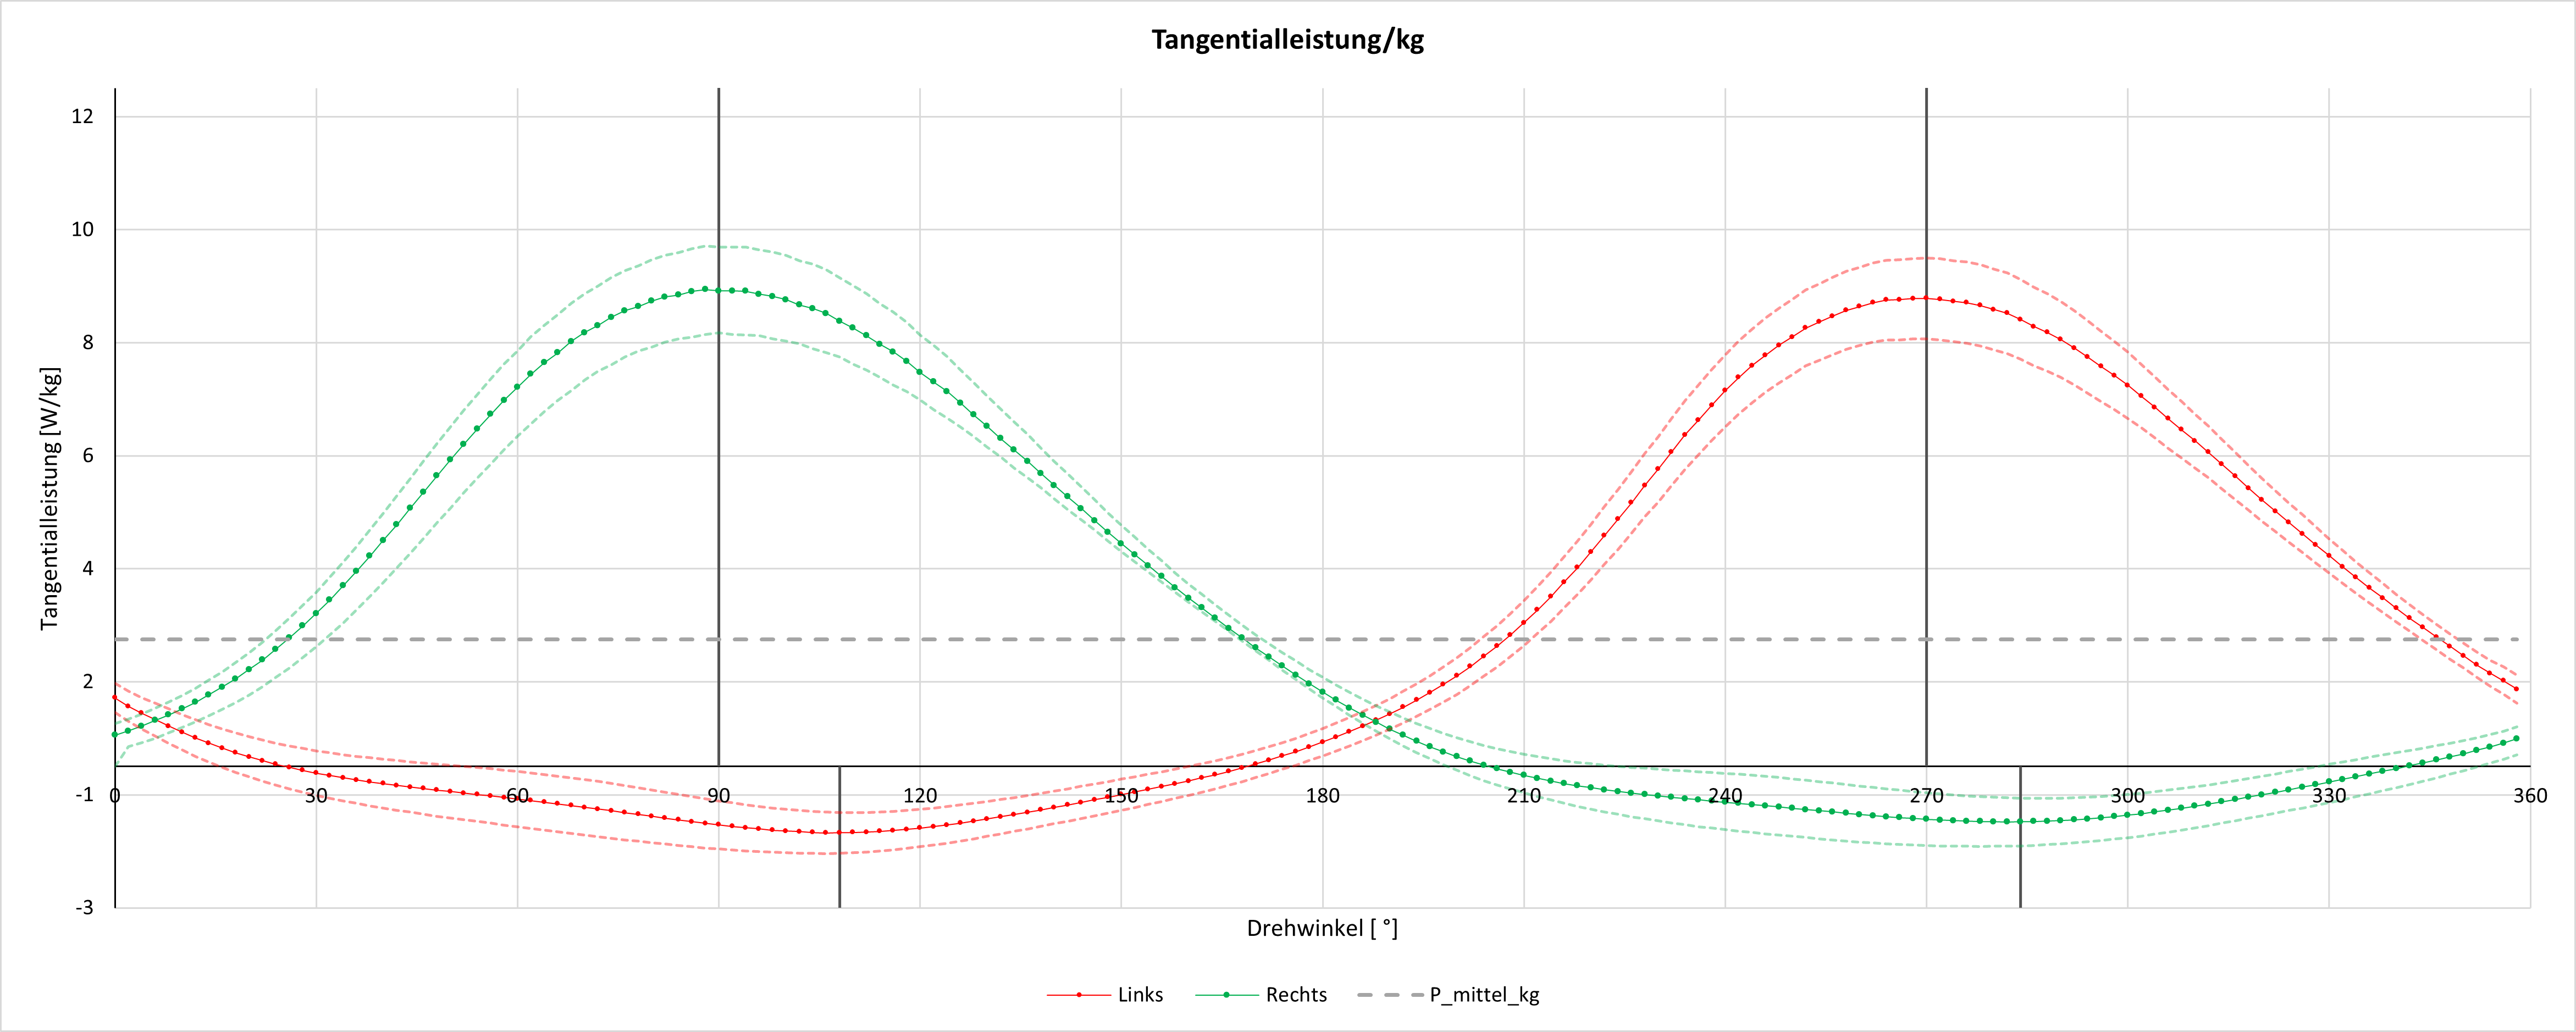 Tangentialleistung/kg
12
10
8
6
4
2
-1
-3
Tangentialleistung [W/kg]
0 30 60 90 120 150 180 210 240 270 300 330 360
Drehwinkel [ °]
Links Rechts P_mittel_kg